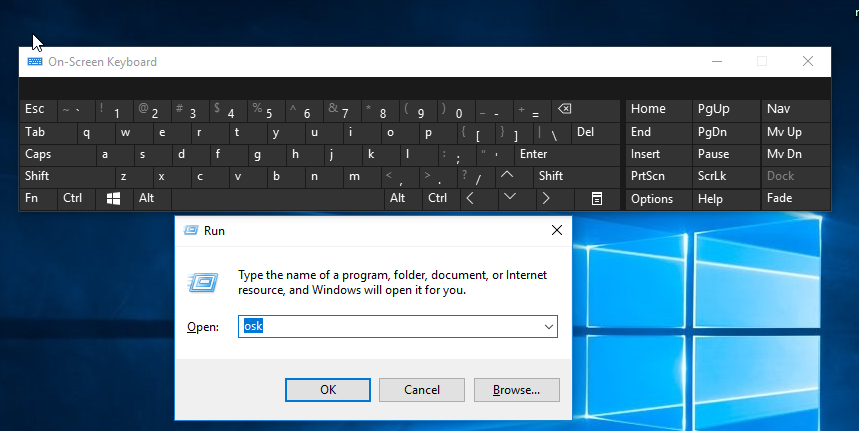 On-Screen Keyboard
Esc ~ ` ! 1 @ 2 # 3 $ 4 % 5 ^ 6 & 7 * 8 ( 9 ) 0 _ - + = Home PgUp Nav
Tab q w e r t y u i o p { [ } ] | \ Del End PgDn Mv Up
Caps a s d f g h j k l : ; " ' Enter Insert Pause Mv Dn
Shift z x c v b n m < , > . ? / Shift PrtScn ScrLk Dock
Fn Ctrl Alt Alt Ctrl Options Help Fade
Run
Type the name of a program, folder, document, or Internet
resource, and Windows will open it for you.
Open: osk
OK Cancel Browse...